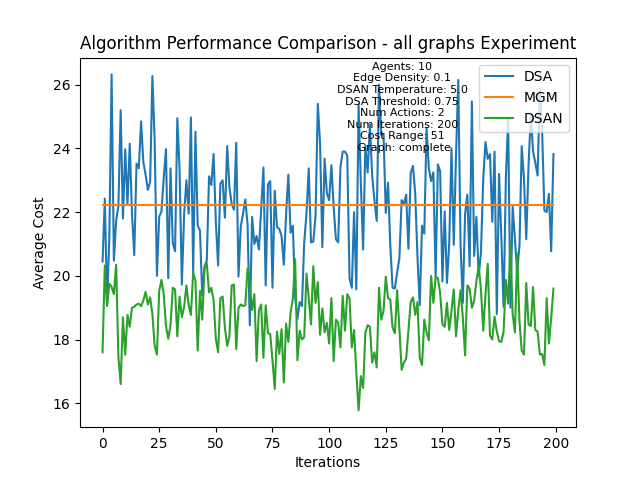 Algorithm Performance Comparison - all graphs Experiment
Agents: 10
Edge Density: 0.1
DSAN Temperature: 5.0
DSA Threshold: 0.75
Num Actions: 2
Num Iterations: 200
Cost Range: 51
Graph: complete
DSA
MGM
DSAN
Average Cost
26
24
22
20
18
16
0
25
50
75
100
125
150
175
200
Iterations